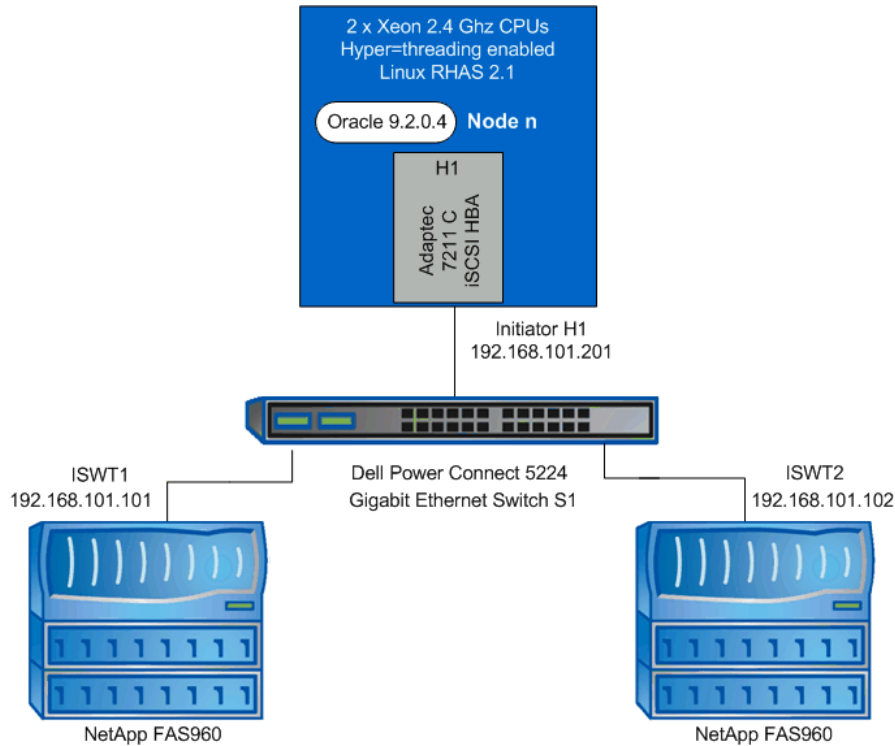 2 x Xeon 2.4 Ghz CPUs
Hyper=threading enabled
Linux RHAS 2.1
Oracle 9.2.0.4
Node n
H1
Adaptec
7211 C
iSCSI HBA
Initiator H1
192.168.101.201
Dell Power Connect 5224
Gigabit Ethernet Switch S1
ISWT1
192.168.101.101
ISWT2
192.168.101.102
NetApp FAS960
NetApp FAS960